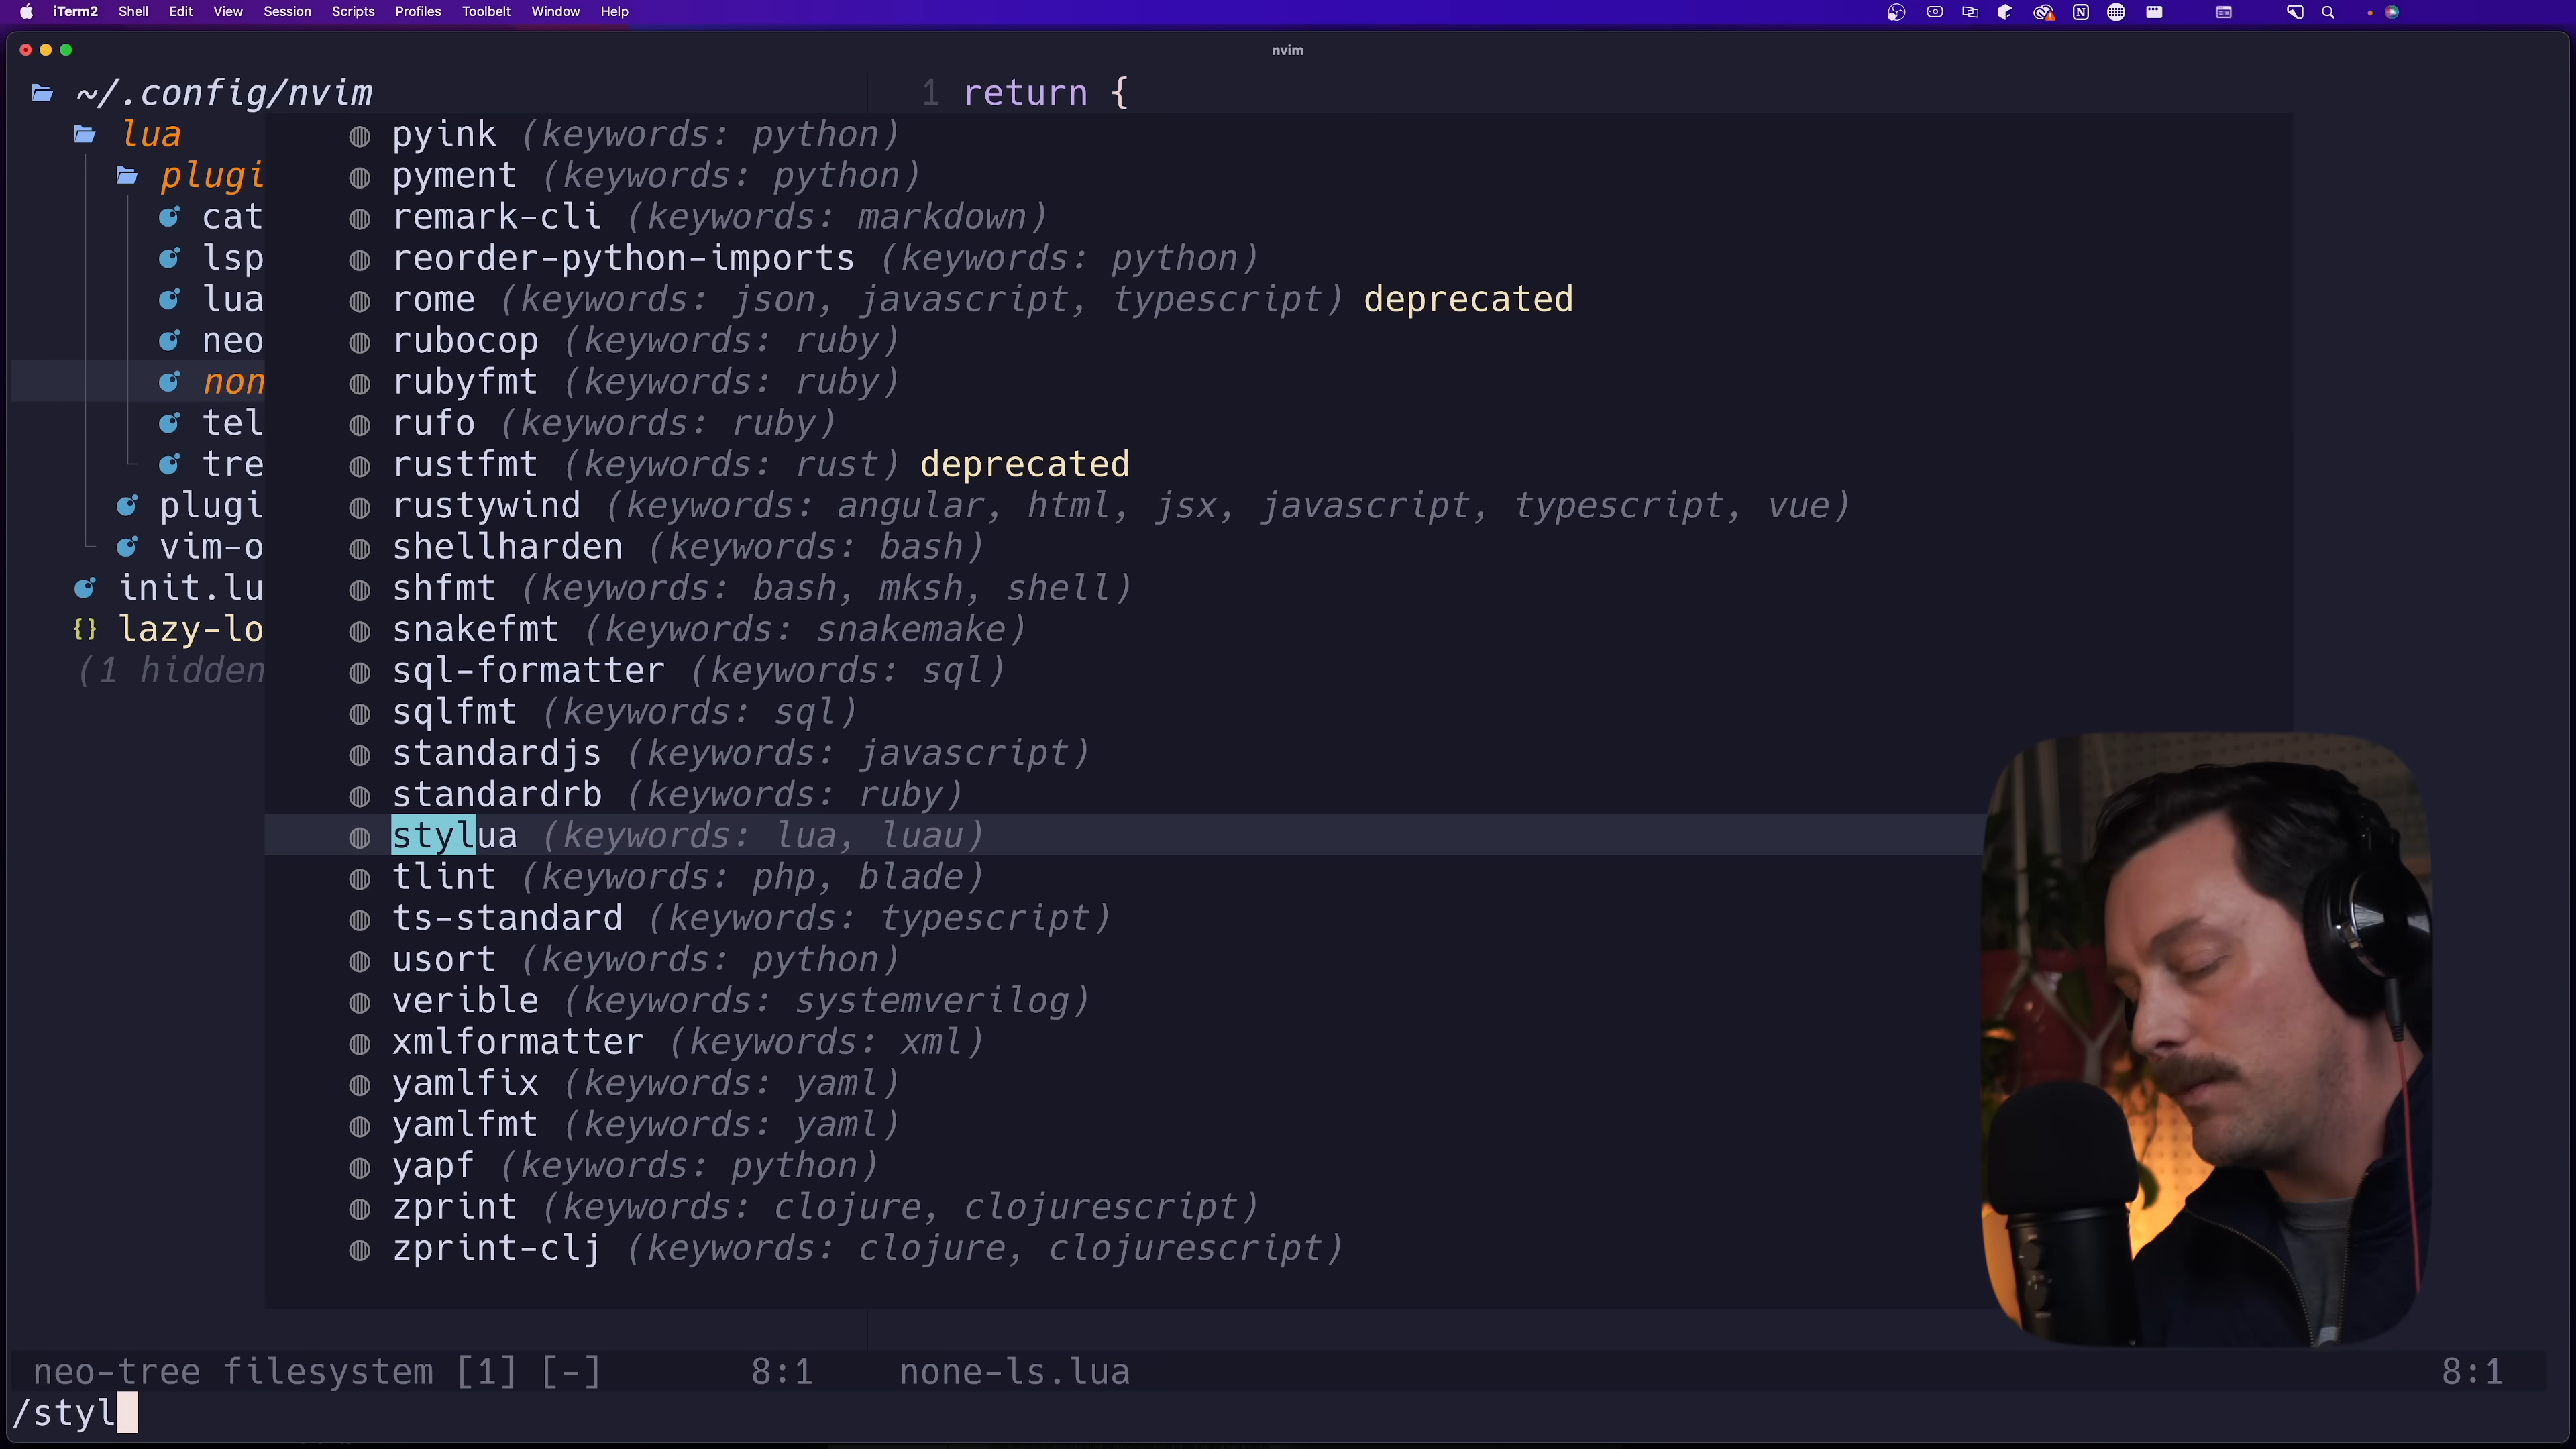 iTerm2 Shell Edit View Session Scripts Profiles Toolbelt Window Help
nvim
~/.config/nvim
1 return {
lua
plugi
cat
lsp
lua
neo
non
tel
tre
plugi
vim-o
init.lu
{} lazy-lo
(1 hidden
pyink (keywords: python)
pyment (keywords: python)
remark-cli (keywords: markdown)
reorder-python-imports (keywords: python)
rome (keywords: json, javascript, typescript) deprecated
rubocop (keywords: ruby)
rubyfmt (keywords: ruby)
rufo (keywords: ruby)
rustfmt (keywords: rust) deprecated
rustywind (keywords: angular, html, jsx, javascript, typescript, vue)
shellharden (keywords: bash)
shfmt (keywords: bash, mksh, shell)
snakefmt (keywords: snakemake)
sql-formatter (keywords: sql)
sqlfmt (keywords: sql)
standardjs (keywords: javascript)
standardrb (keywords: ruby)
stylua (keywords: lua, luau)
tlint (keywords: php, blade)
ts-standard (keywords: typescript)
usort (keywords: python)
verible (keywords: systemverilog)
xmlformatter (keywords: xml)
yamlfix (keywords: yaml)
yamlfmt (keywords: yaml)
yapf (keywords: python)
zprint (keywords: clojure, clojurescript)
zprint-clj (keywords: clojure, clojurescript)
neo-tree filesystem [1] [-] 8:1 none-ls.lua 8:1
/styl